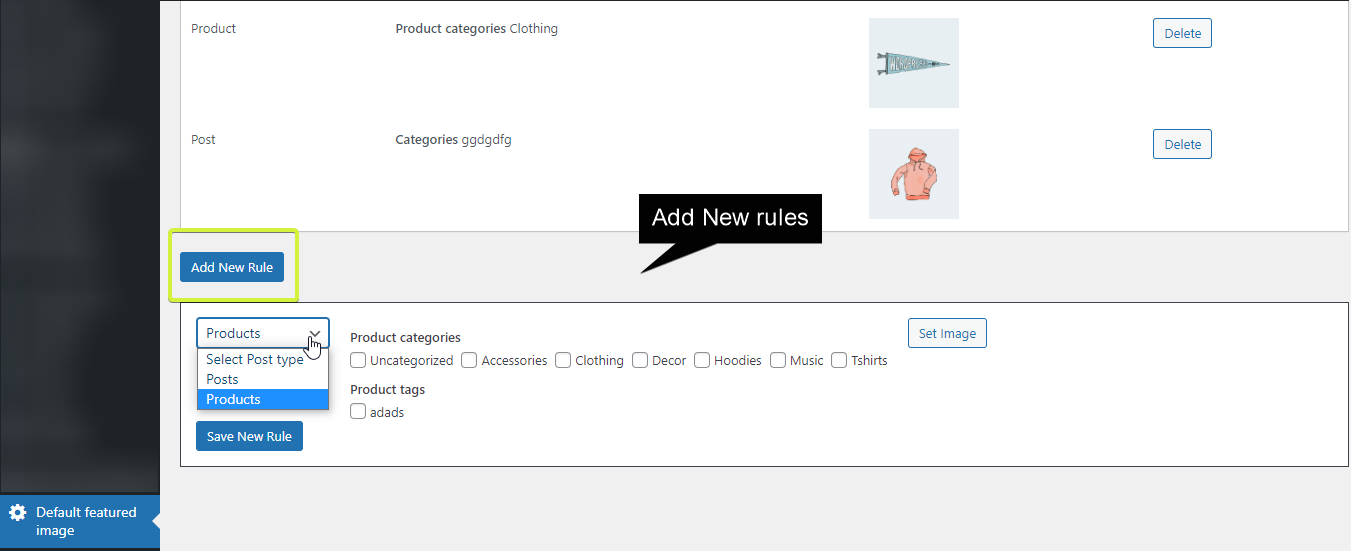 Product
Product categories Clothing
Delete
Post
Categories ggdgdfg
Delete
Add New rules
Add New Rule
Products
Product categories
Set Image
Select Post type
Uncategorized Accessories Clothing Decor Hoodies Music Tshirts
Posts
Product tags
Products
adads
Save New Rule
Default featured
image